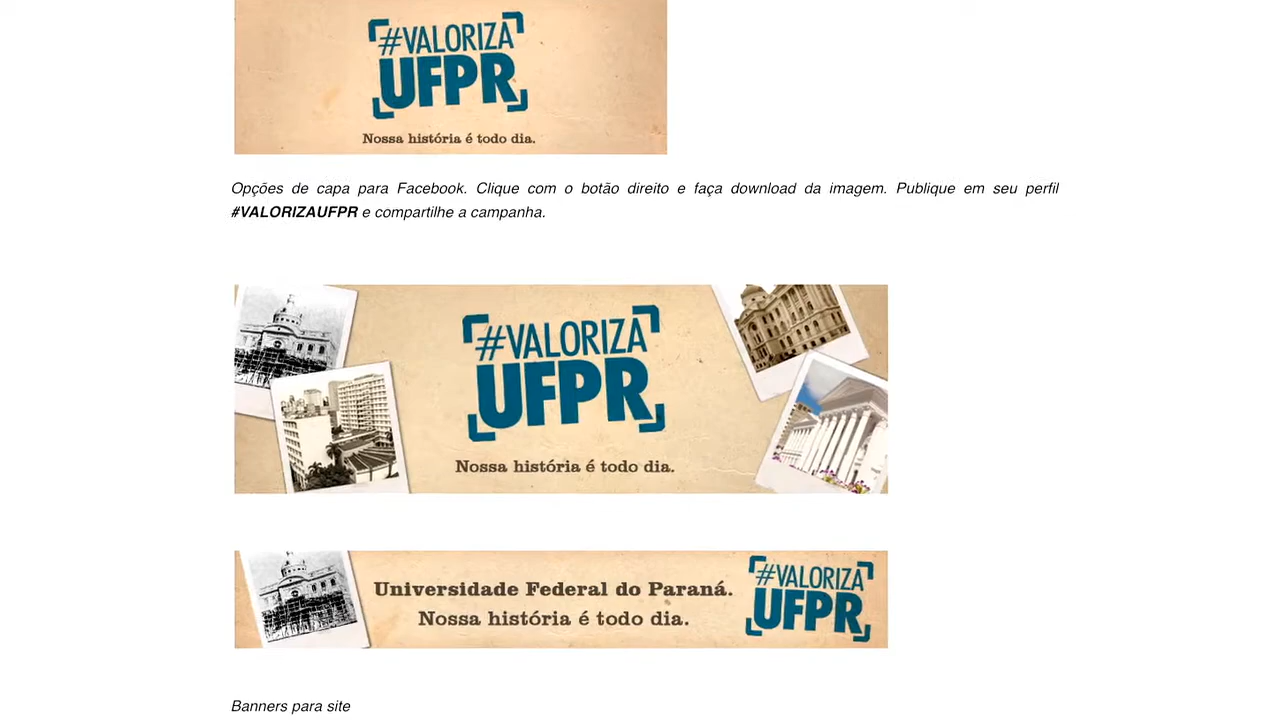 #VALORIZA
UFPR
Nossa história é todo dia.
Opções de capa para Facebook. Clique com o botão direito e faça download da imagem. Publique em seu perfil
#VALORIZAUFPR e compartilhe a campanha.
#VALORIZA
UFPR
Nossa história é todo dia.
Universidade Federal do Paraná.
Nossa história é todo dia.
#VALORIZA
UFPR
Banners para site